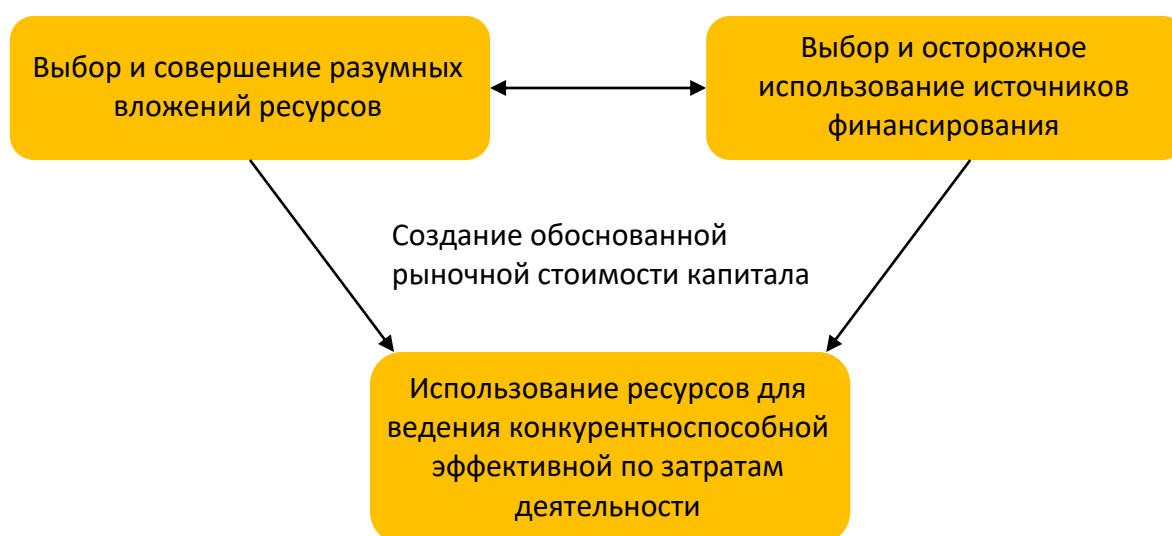 Выбор и совершение разумных
вложений ресурсов
Выбор и осторожное
использование источников
финансирования
Создание обоснованной
рыночной стоимости капитала
Использование ресурсов для
ведения конкурентноспособной
эффективной по затратам
деятельности